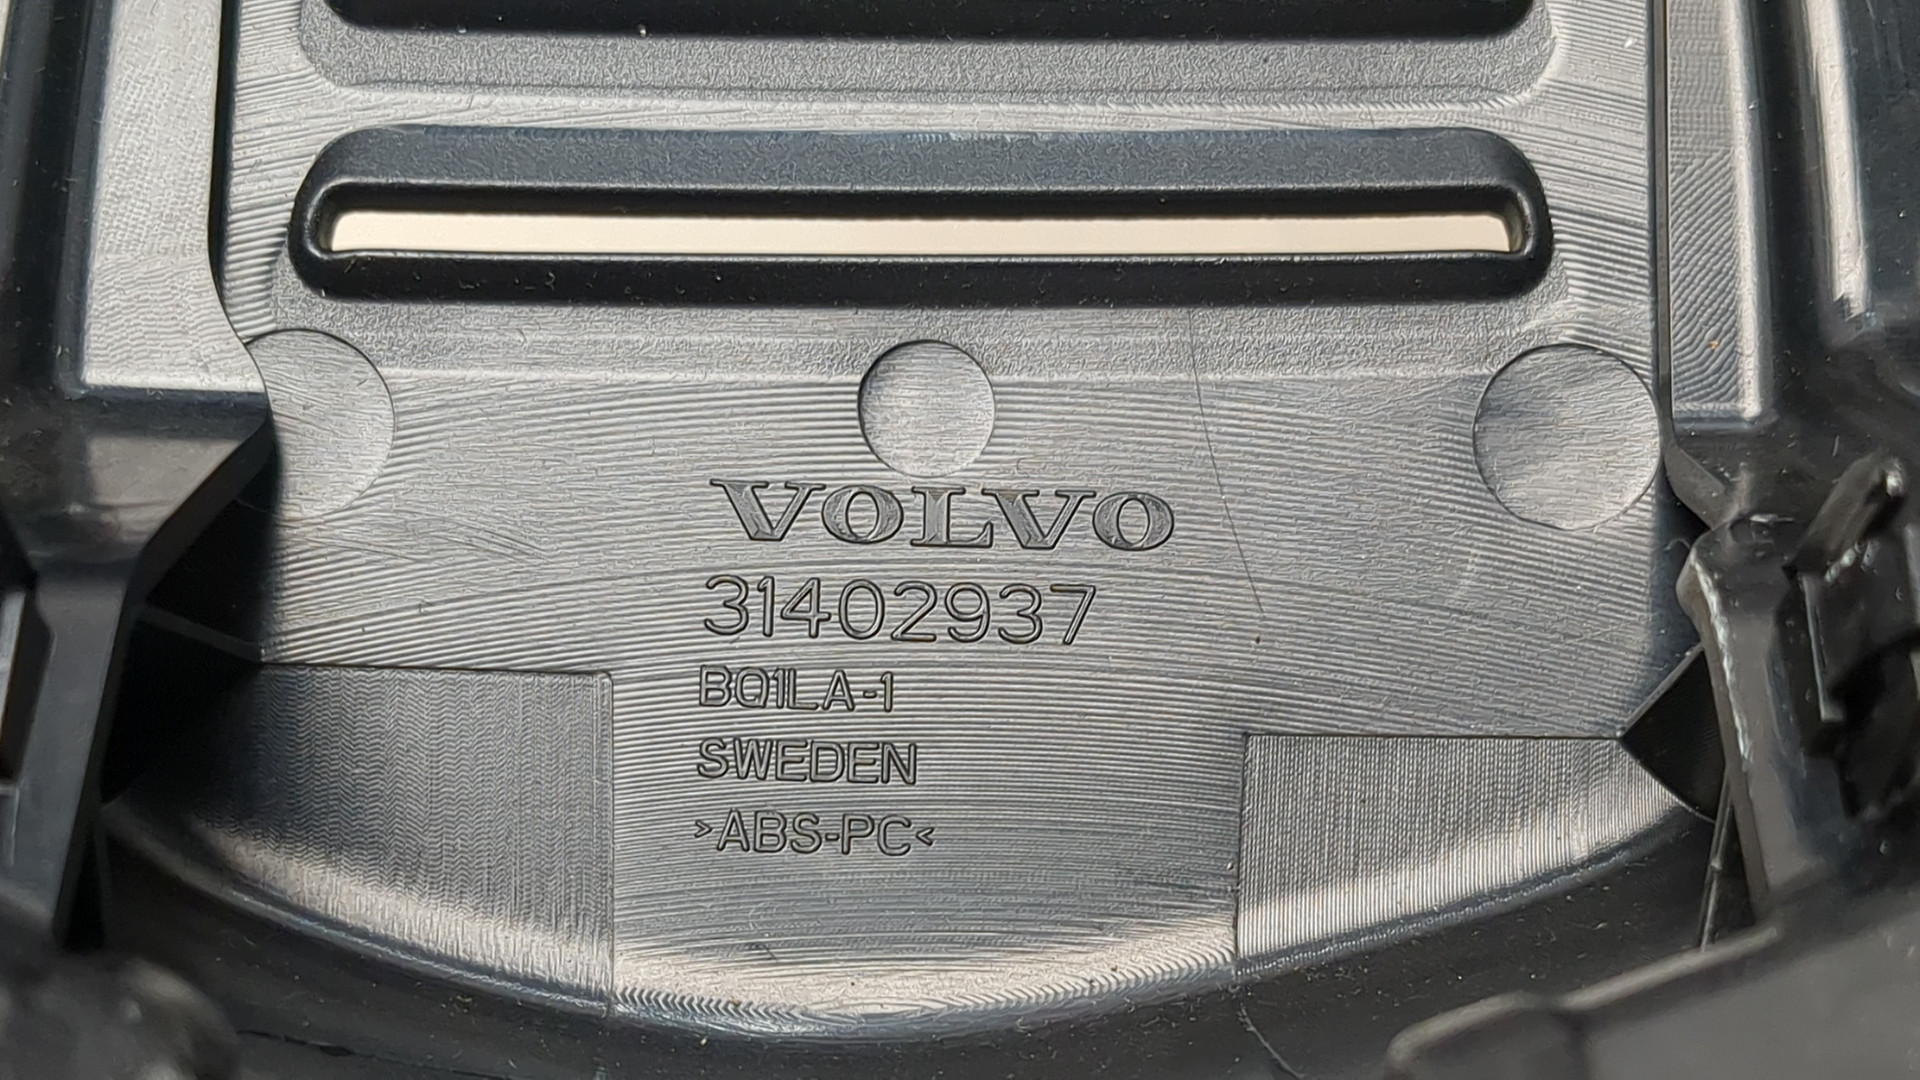 VOLVO
31402937
BQ1LA-1
SWEDEN
>ABS-PC<